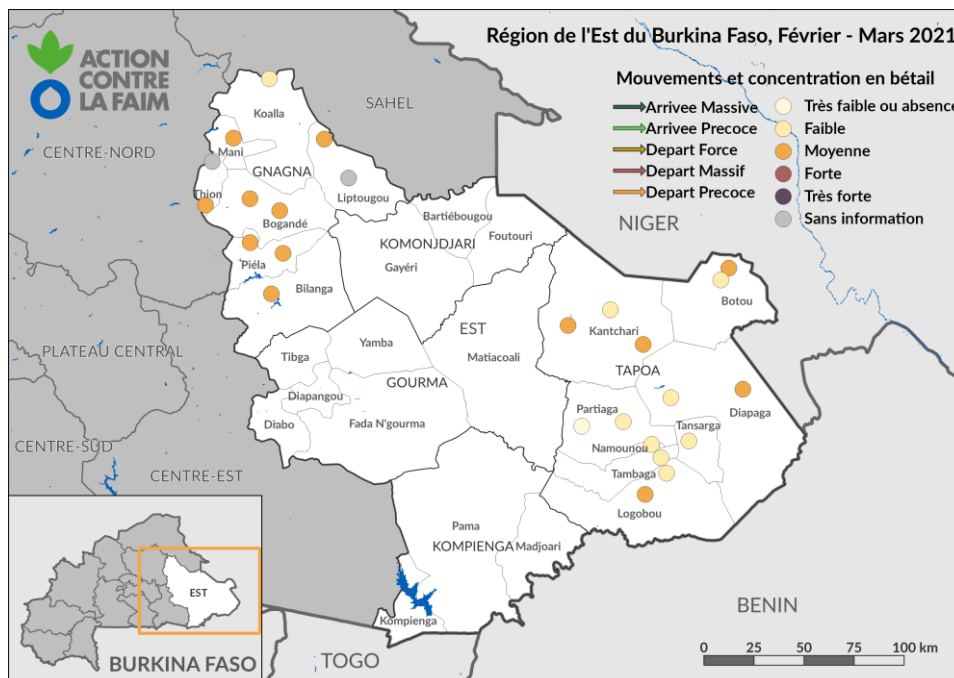 ACTION
CONTRE
LA FAIM
Région de l'Est du Burkina Faso, Février - Mars 2021
Mouvements et concentration en bétail
Arrivee Massive
Arrivee Precoce
Depart Force
Depart Massif
Depart Precoce
Très faible ou absence
Faible
Moyenne
Forte
Très forte
Sans information
SAHEL
CENTRE-NORD
Koalla
Mani
GNAGNA
Thion
Liptougou
Bogandé
Bartiébougou
Foutouri
KOMONDJARI
Gayéri
NIGER
Piéla
Bilanga
Botou
Kantchari
EST
PLATEAU CENTRAL
Yamba
Tibga
Matiacoali
TAPOA
GOURMA
Diapangou
Partiaga
Diapaga
Diabo
Fada N'gourma
Tansarga
CENTRE-SUD
Namounou
CENTRE-EST
Tambaga
Logobou
Pama
KOMPIENGA
Madjoari
EST
BENIN
Kompienga
BURKINA FASO
TOGO
0 25 50 75 100 km